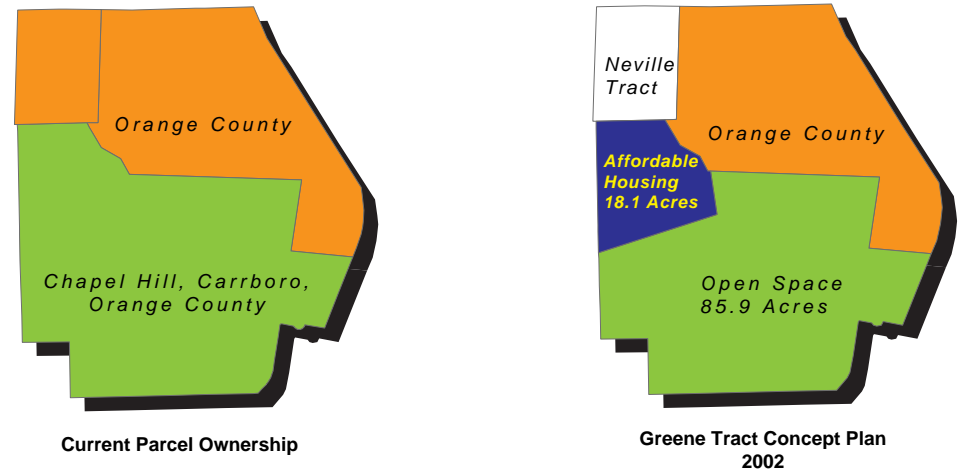 Orange County
Chapel Hill, Carrboro,
Orange County
Current Parcel Ownership
Neville
Tract
Orange County
Affordable
Housing
18.1 Acres
Open Space
85.9 Acres
Greene Tract Concept Plan
2002